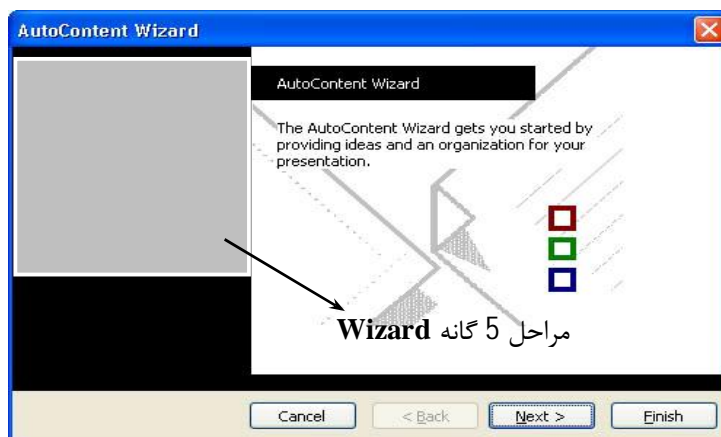 AutoContent Wizard
AutoContent Wizard
The AutoContent Wizard gets you started by
providing ideas and an organization for your
presentation.
مراحل 5 گانه Wizard
Cancel
< Back
Next >
Finish